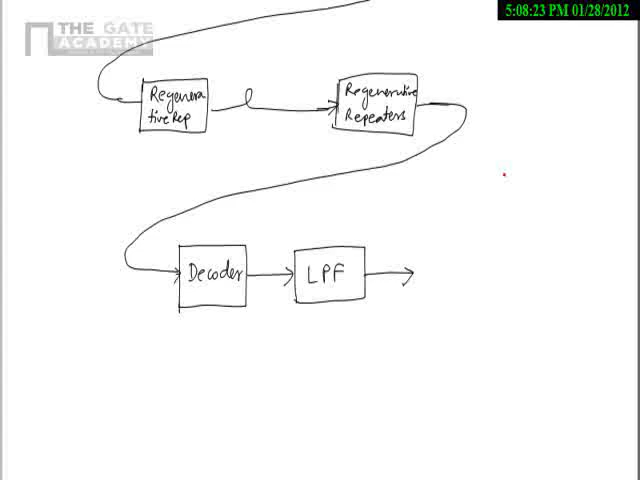 THE GATE
ACADEMY
5:08:23 PM 01/28/2012
Regenera
tive Rep
Regenerative
Repeaters
Decoder
LPF